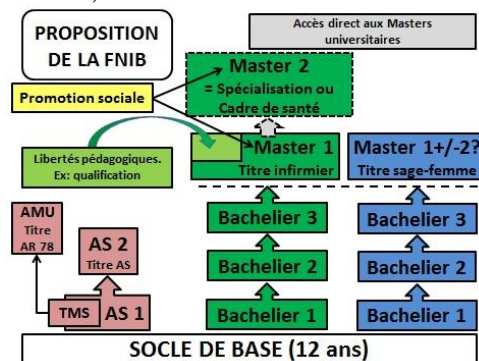 PROPOSITION
DE LA FNIB
Accès direct aux Masters
universitaires
Master 2
= Spécialisation ou
Cadre de santé
Promotion sociale
Libertés pédagogiques.
Ex: qualification
Master 1
Titre infirmier
Master 1+/-2?
Titre sage-femme
AMU
Titre
AR 78
AS 2
Titre AS
Bachelier 3
Bachelier 3
Bachelier 2
Bachelier 2
TMS
AS 1
Bachelier 1
Bachelier 1
SOCLE DE BASE (12 ans)